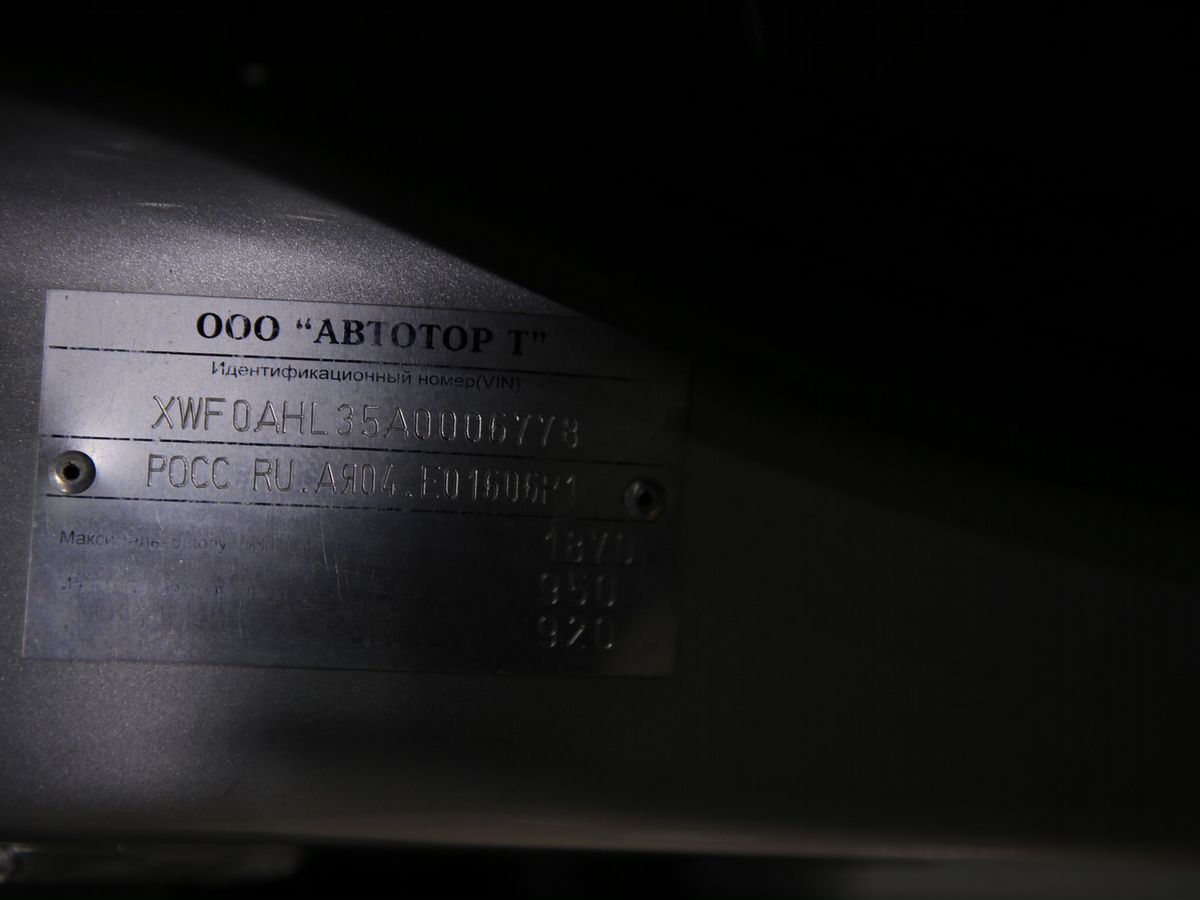 ООО “АВТОТОР Т”
Идентификационный номер(VIN)
XWF0AHL35A0006778
РОСС RU.АЯ04.Е01606Р1
1870
950
920